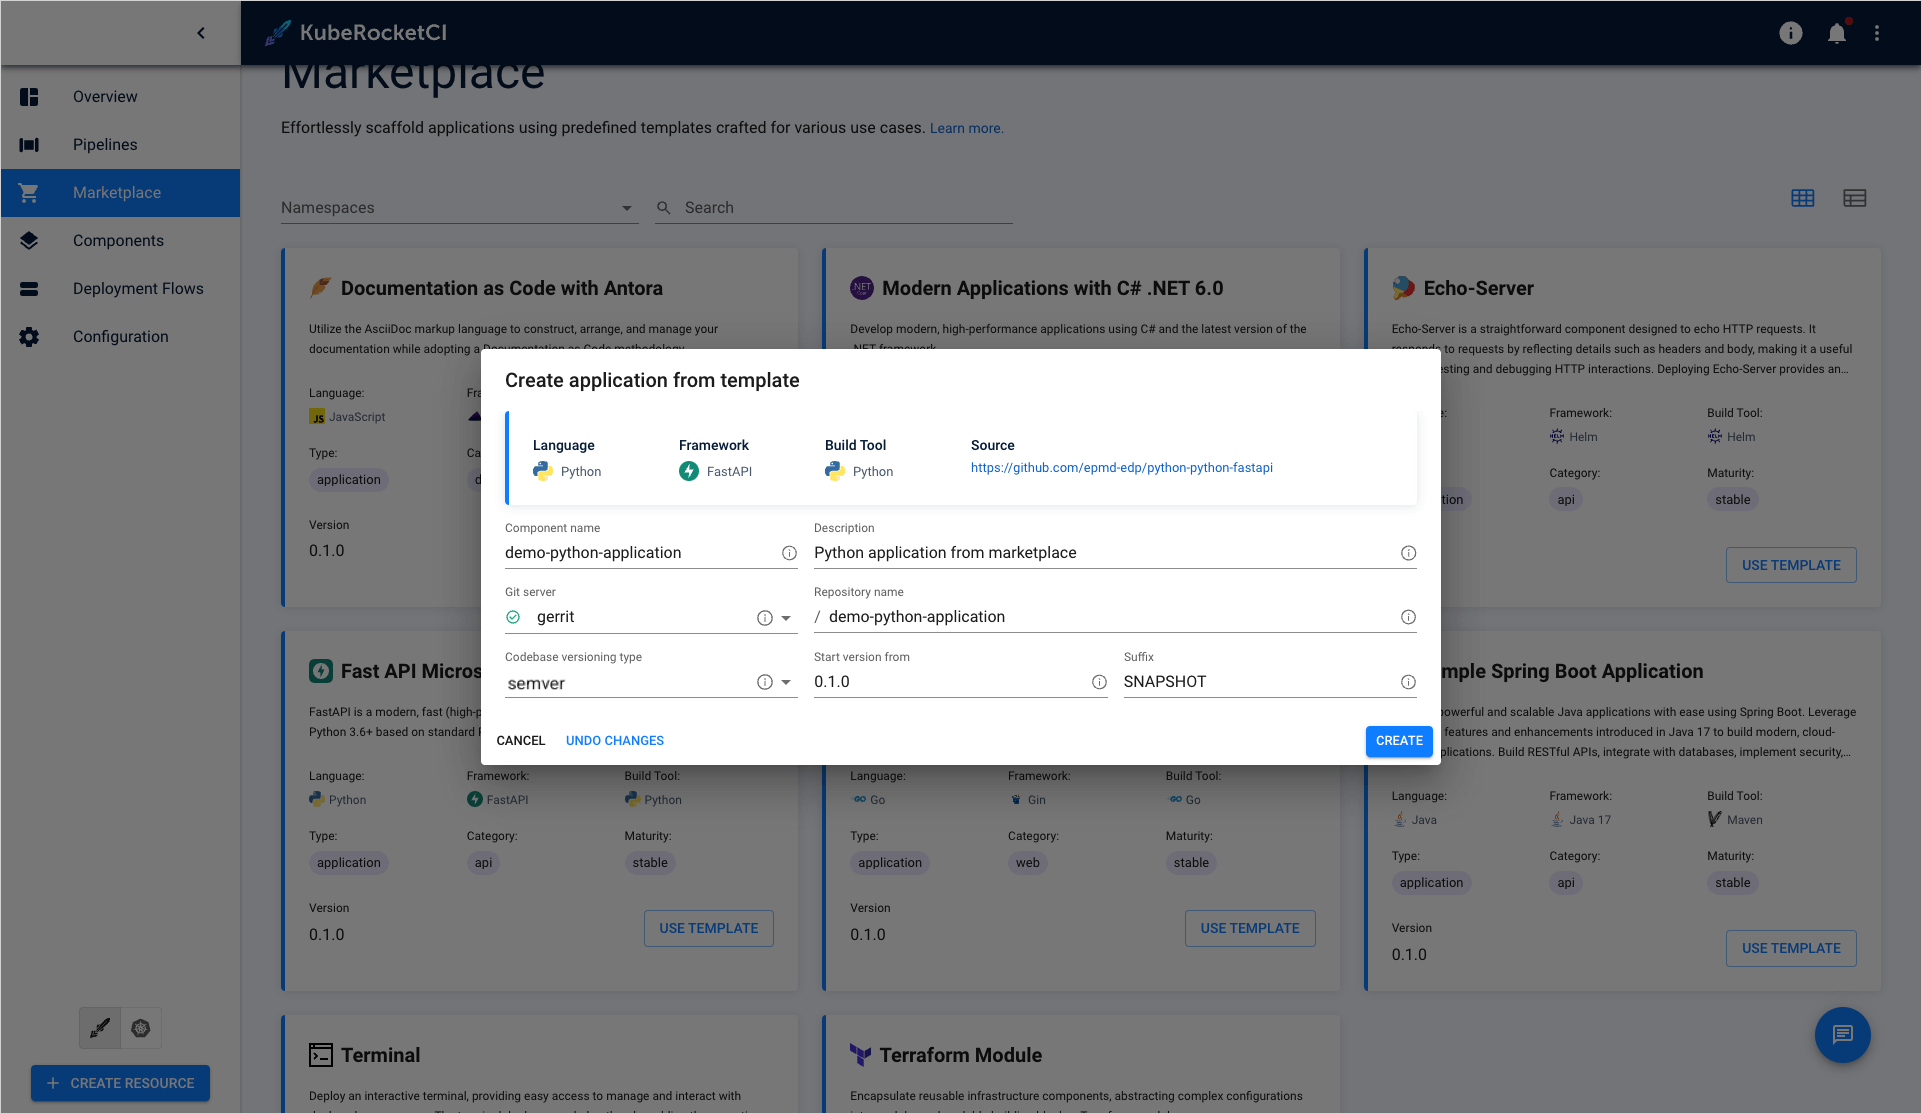 KubeRocketCI
Overview
Pipelines
Marketplace
Components
Deployment Flows
Configuration
CREATE RESOURCE
Marketplace
Effortlessly scaffold applications using predefined templates crafted for various use cases. Learn more.
Namespaces
Search
Documentation as Code with Antora
Utilize the AsciiDoc markup language to construct, arrange, and manage your
documentation while adopting a Documentation as Code methodology.
Language:
JS JavaScript
Type:
application
Version
0.1.0
Modern Applications with C# .NET 6.0
Develop modern, high-performance applications using C# and the latest version of the
.NET framework.
Echo-Server
Echo-Server is a straightforward component designed to echo HTTP requests. It
responds to requests by reflecting details such as headers and body, making it a useful
esting and debugging HTTP interactions. Deploying Echo-Server provides an...
Framework:
Build Tool:
Helm
Helm
Category:
Maturity:
api
stable
USE TEMPLATE
Create application from template
Language
Framework
Build Tool
Source
Python
FastAPI
Python
https://github.com/epmd-edp/python-python-fastapi
Component name
Description
demo-python-application
Python application from marketplace
Git server
Repository name
gerrit
/ demo-python-application
Codebase versioning type
Start version from
Suffix
semver
0.1.0
SNAPSHOT
CANCEL
UNDO CHANGES
CREATE
Fast API Micros
FastAPI is a modern, fast (high-p
Python 3.6+ based on standard
Language:
Framework:
Build Tool:
Python
FastAPI
Python
Type:
Category:
Maturity:
application
api
stable
Version
0.1.0
USE TEMPLATE
Language:
Framework:
Build Tool:
Go
Gin
Go
Type:
Category:
Maturity:
application
web
stable
Version
0.1.0
USE TEMPLATE
mple Spring Boot Application
owerful and scalable Java applications with ease using Spring Boot. Leverage
features and enhancements introduced in Java 17 to build modern, cloud-
plications. Build RESTful APIs, integrate with databases, implement security,...
Language:
Framework:
Build Tool:
Java
Java 17
Maven
Type:
Category:
Maturity:
application
api
stable
Version
0.1.0
USE TEMPLATE
Terminal
Deploy an interactive terminal, providing easy access to manage and interact with
Terraform Module
Encapsulate reusable infrastructure components, abstracting complex configurations